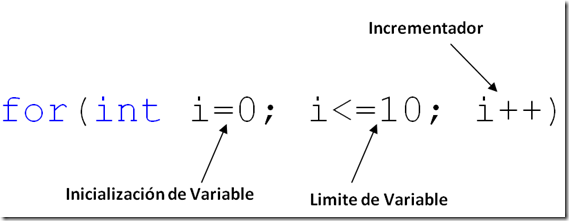 Incrementador
for(int i=0; i<=10; i++)
Inicialización de Variable
Limite de Variable